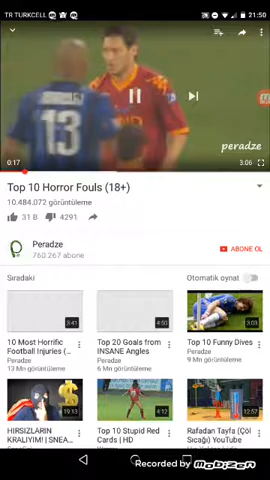 TR TURKCELL
21:50
13
peradze
0:17
3:06
Top 10 Horror Fouls (18+)
10.484.072 görüntüleme
31 B
4291
Peradze
760.267 abone
ABONE OL
Sıradaki
Otomatik oynat
3:41
10 Most Horrific
Football Injuries (...
Peradze
13 Mn görüntüleme
4:50
Top 20 Goals from
INSANE Angles
Peradze
6 Mn görüntüleme
3:03
Top 10 Funny Dives
Peradze
9 Mn görüntüleme
19:13
HIRSIZLARIN
KRALIYIM! | SNEA...
4:12
Top 10 Stupid Red
Cards | HD
12:57
Rafadan Tayfa (Çöl
Sıcağı) YouTube
Recorded by Mobizen